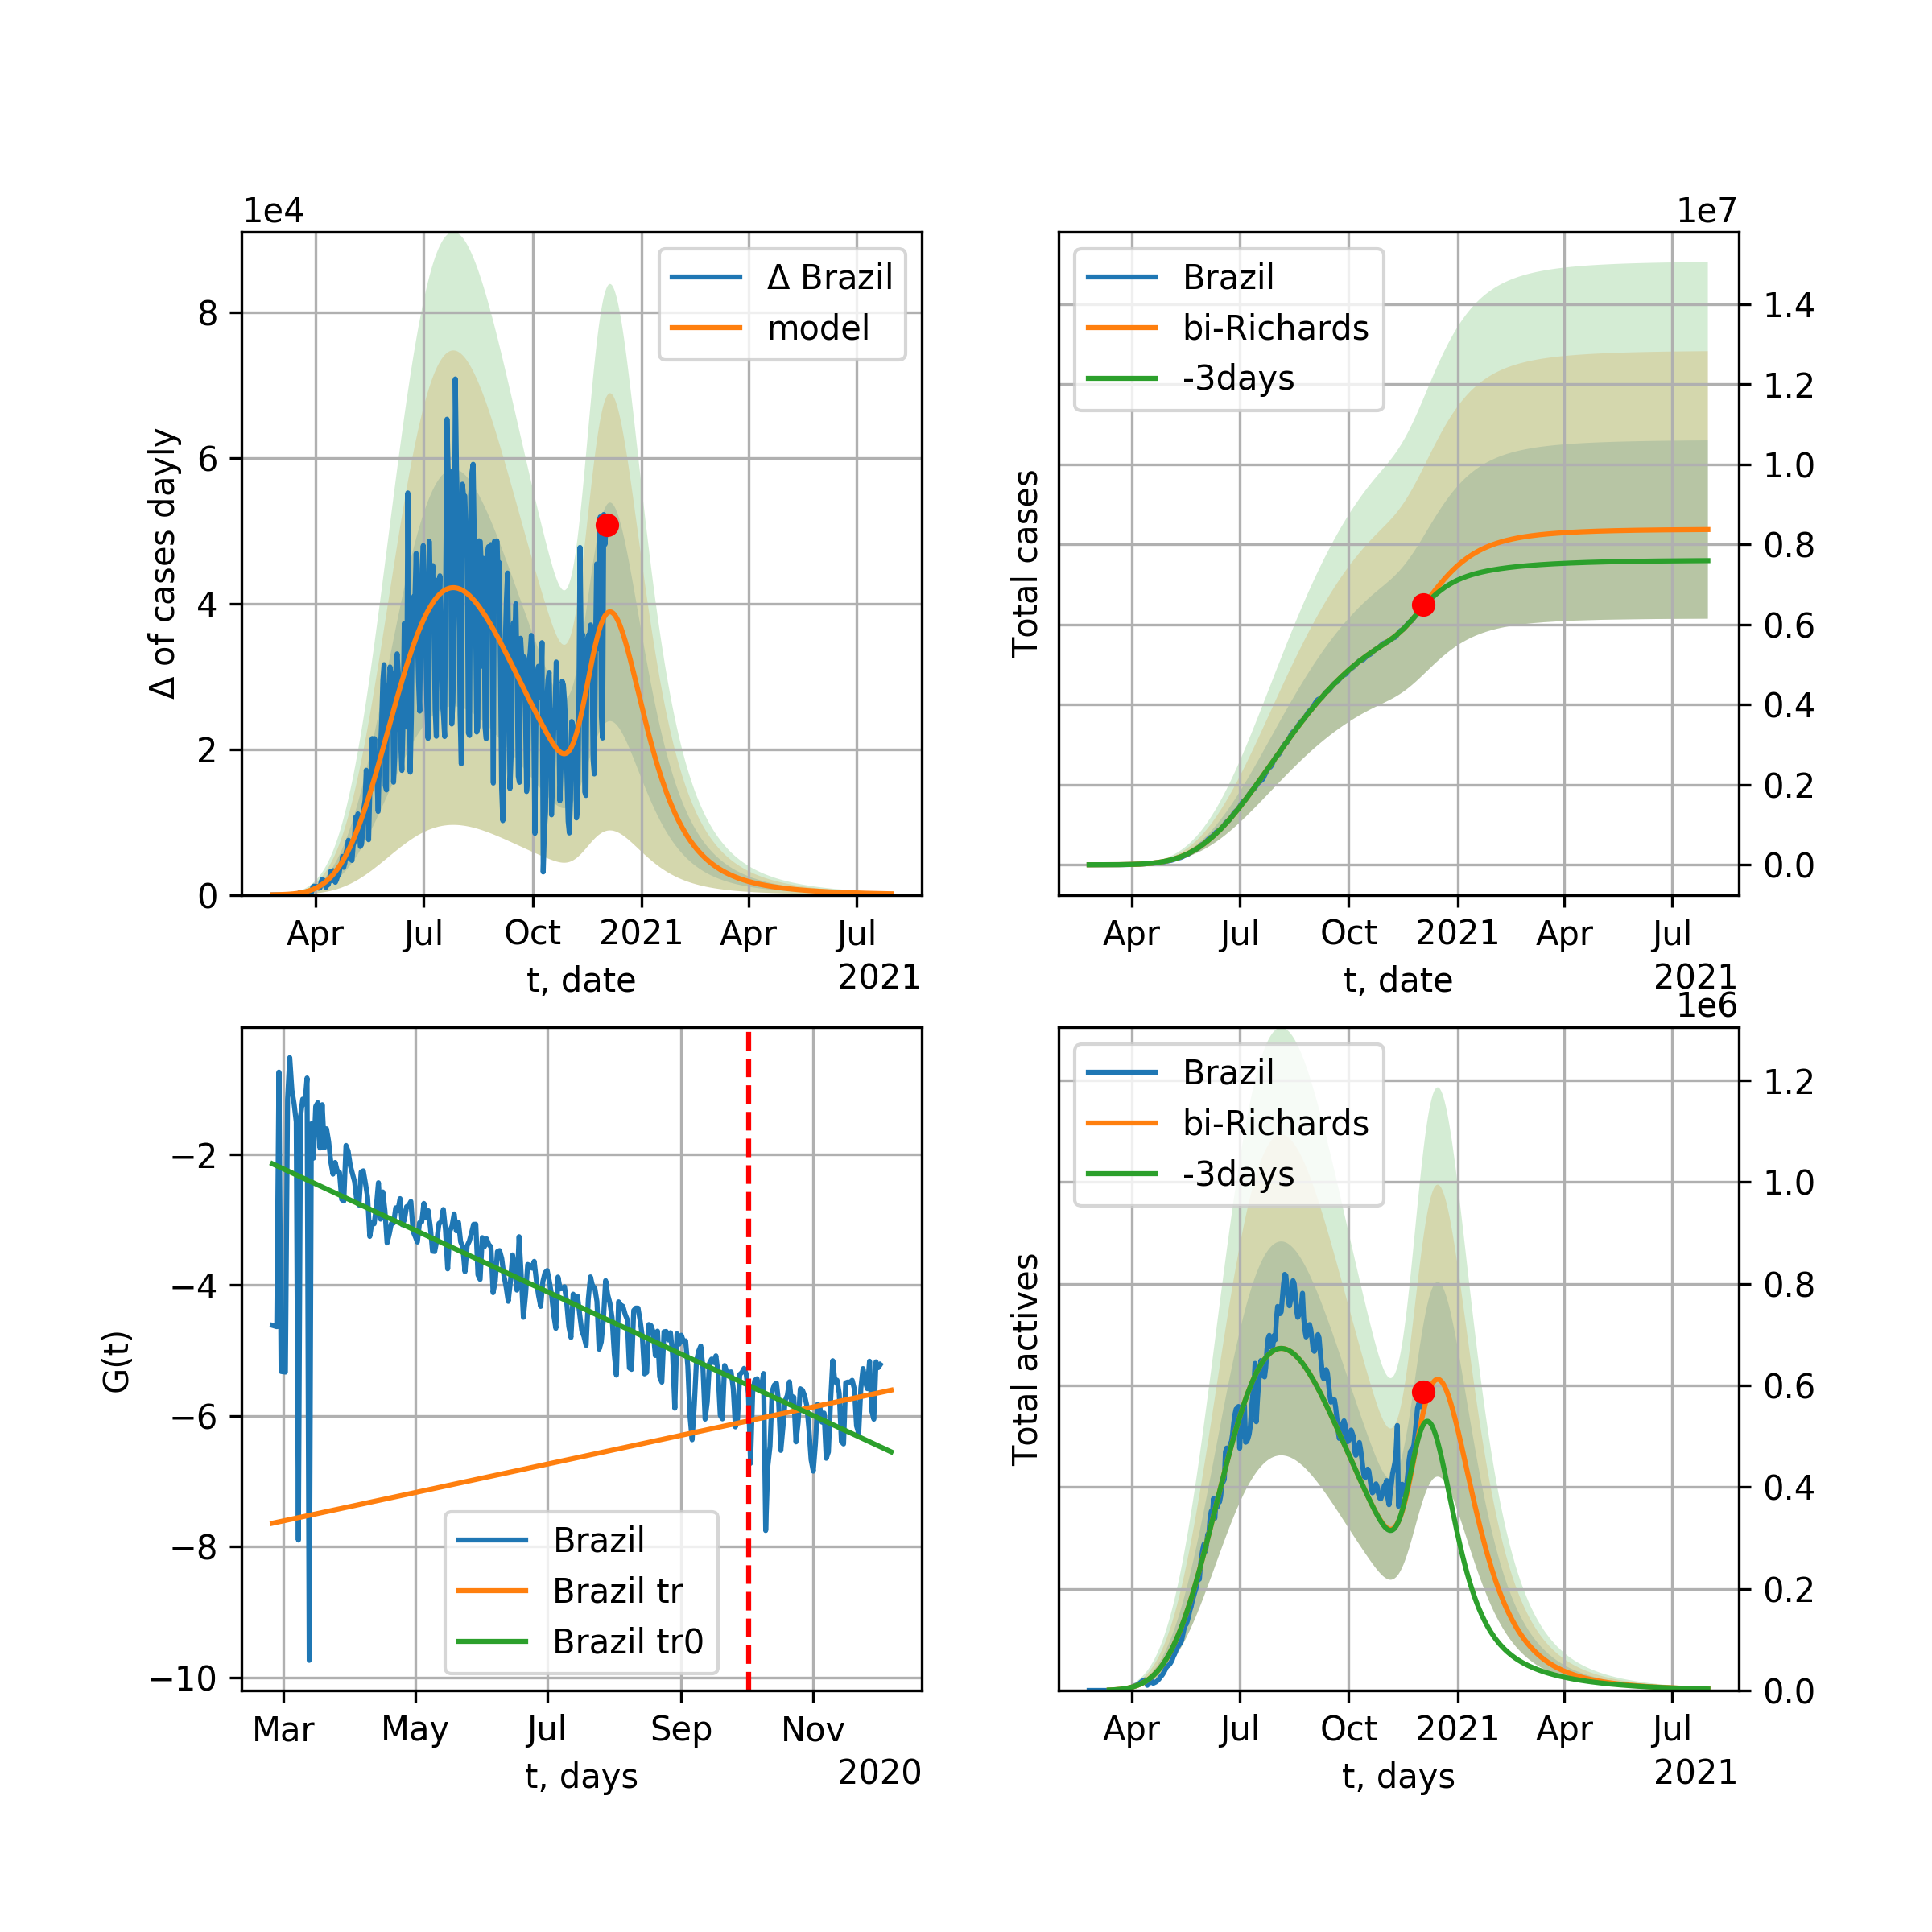 1e4
Δ of cases dayly
8
6
4
2
0
Δ Brazil
model
Apr Jul Oct 2021 Apr Jul
t, date 2021
1e7
Total cases
Brazil
bi-Richards
-3days
1.4
1.2
1.0
0.8
0.6
0.4
0.2
0.0
Apr Jul Oct 2021 Apr Jul
t, date 2021
G(t)
−2
−4
−6
−8
−10
Brazil
Brazil tr
Brazil tr0
Mar May Jul Sep Nov
t, days 2020
1e6
Total actives
Brazil
bi-Richards
-3days
1.2
1.0
0.8
0.6
0.4
0.2
0.0
Apr Jul Oct 2021 Apr Jul
t, days 2021